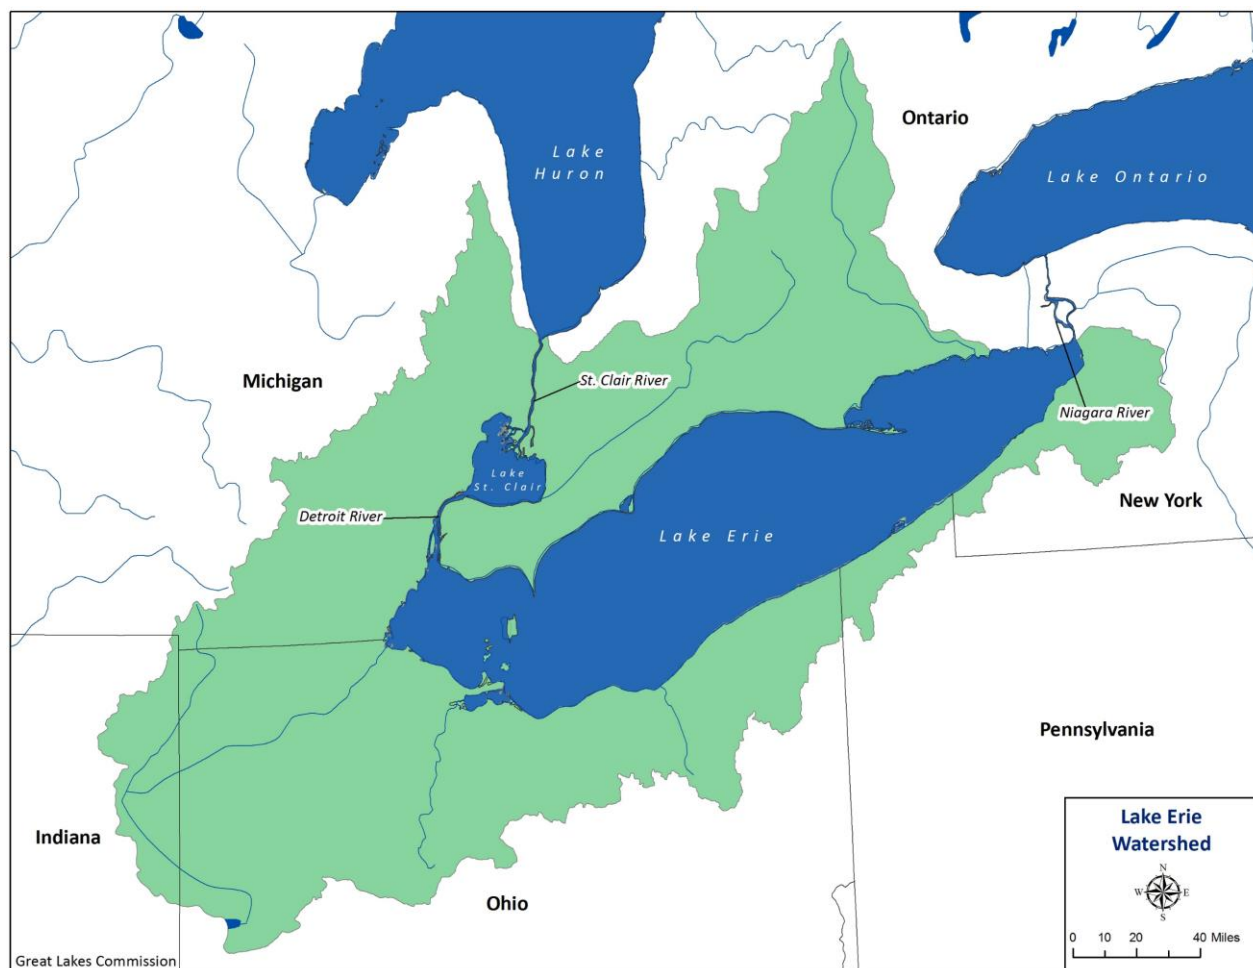 Ontario
Lake
Huron
Lake Ontario
Michigan
St. Clair River
Niagara River
Lake
St. Clair
New York
Detroit River
Lake Erie
Pennsylvania
Indiana
Ohio
Lake Erie
Watershed
N
W E
S
0 10 20 40 Miles
Great Lakes Commission